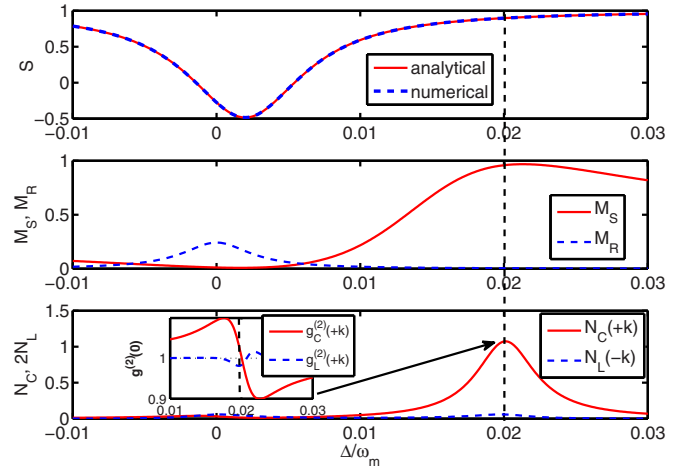 1
0.5
0
-0.5
S
analytical
numerical
-0.01 0 0.01 0.02 0.03
1
0.5
0
M_S, M_R
M_S
M_R
-0.01 0 0.01 0.02 0.03
1.5
1
0.5
0
N_C, 2N_L
g^(2)(0)
1
0.9
g_C^(2)(+k)
g_L^(2)(+k)
0.01 0.02 0.03
N_C(+k)
N_L(−k)
-0.01 0 0.01 0.02 0.03
Δ/ω_m